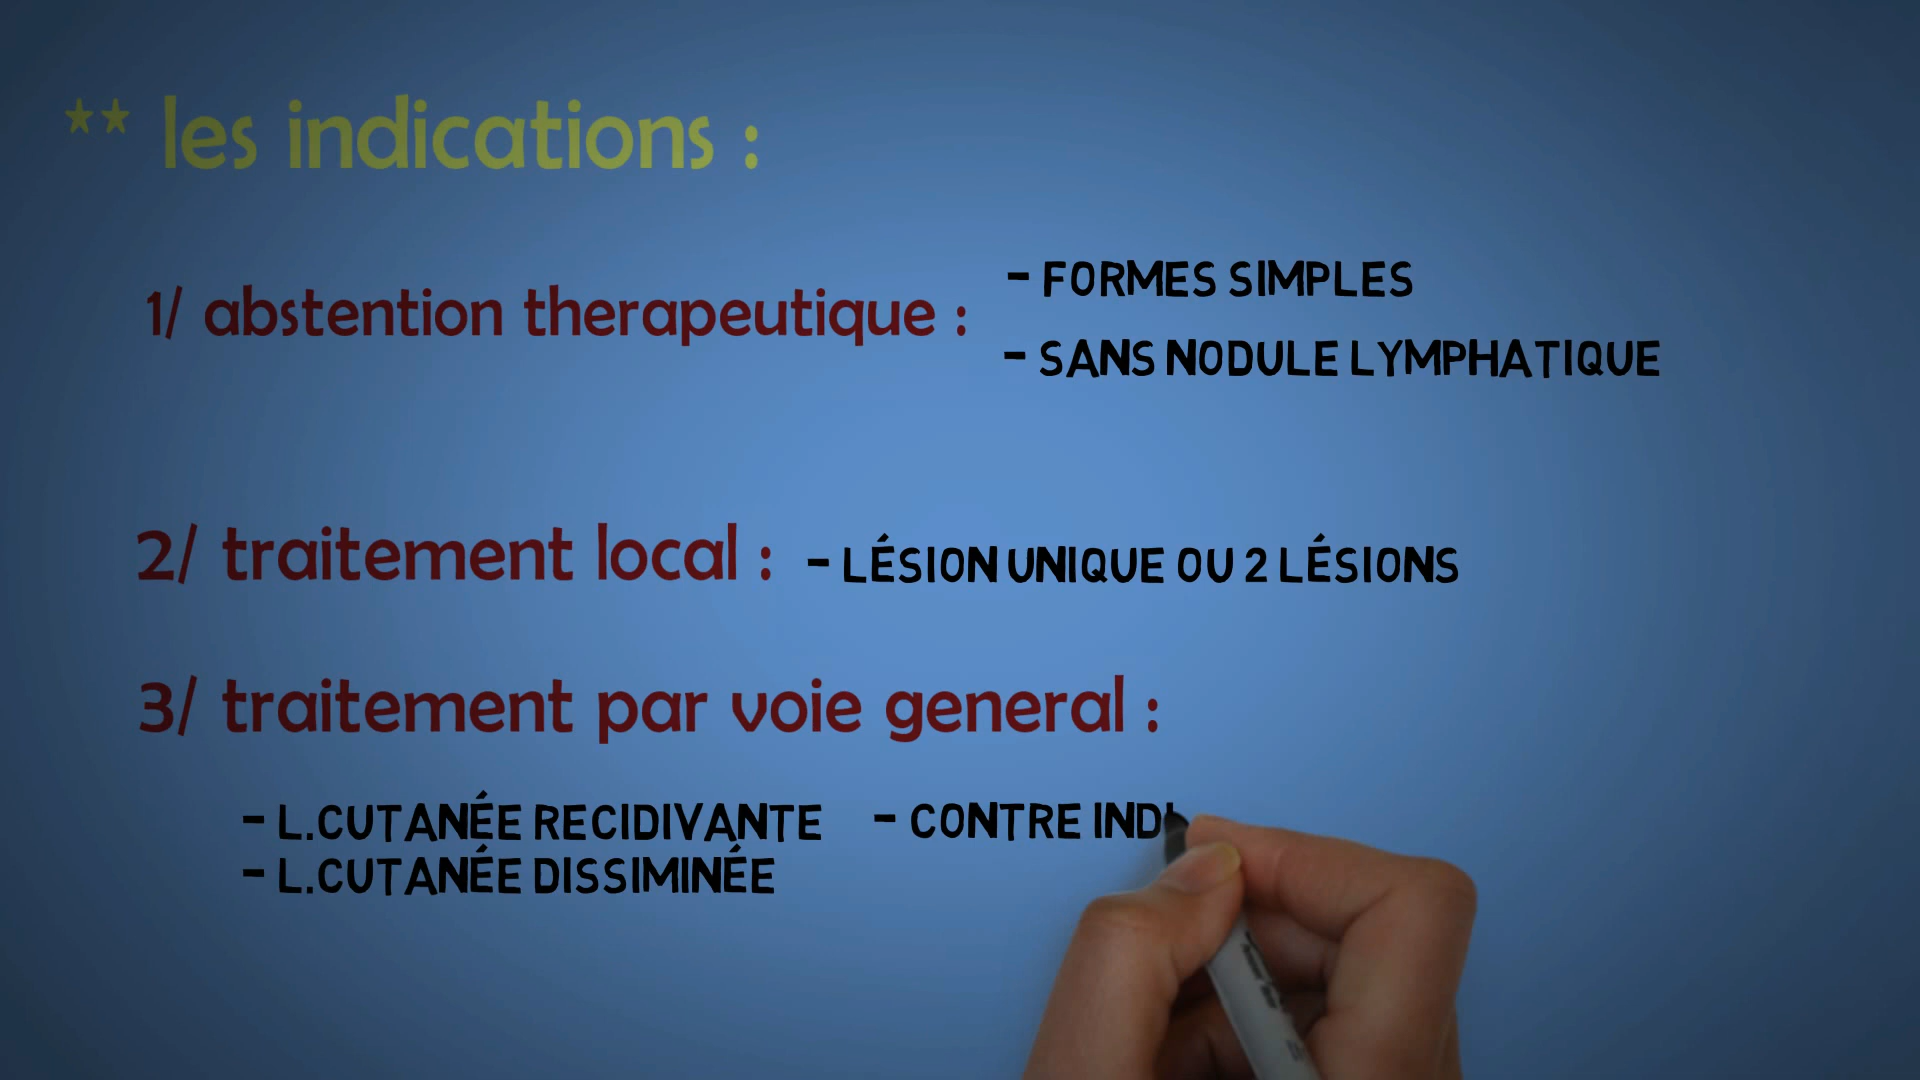 ** les indications :
- FORMES SIMPLES
1/ abstention therapeutique :
- SANS NODULE LYMPHATIQUE
2/ traitement local : - LÉSION UNIQUE OU 2 LÉSIONS
3/ traitement par voie general :
- L.CUTANÉE RECIDIVANTE - CONTRE INDI
- L.CUTANÉE DISSIMINÉE